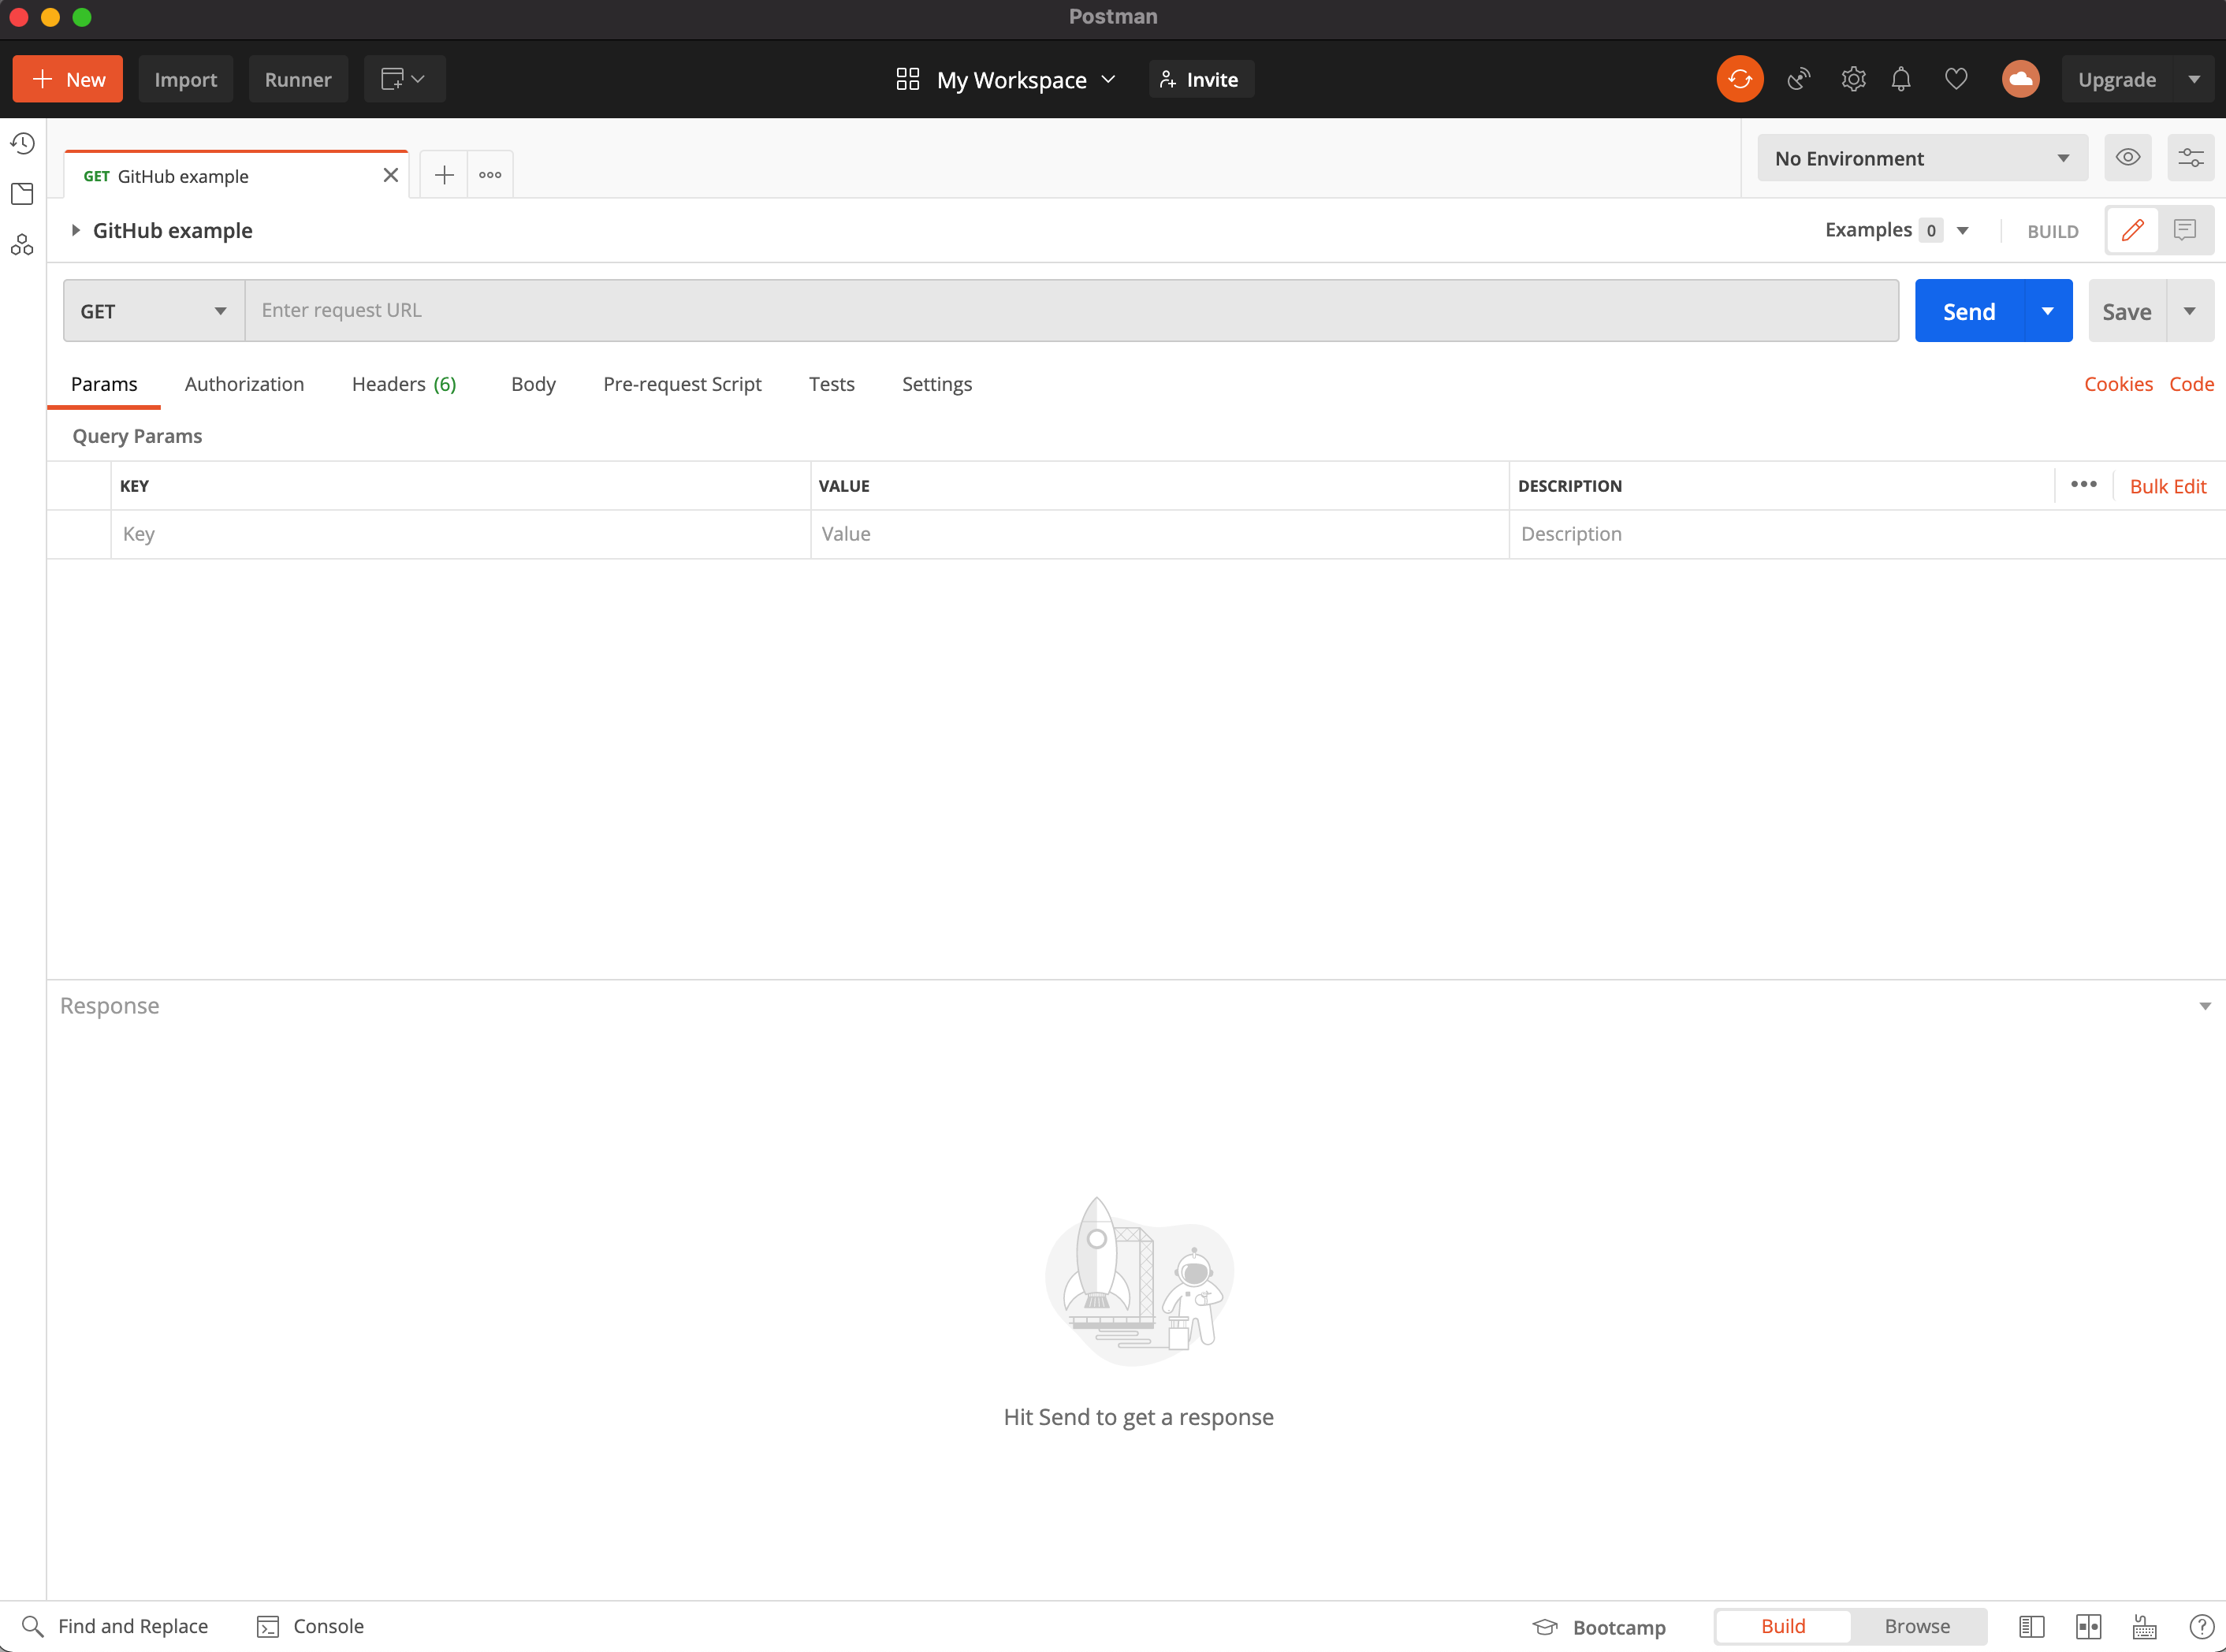 Postman
New Import Runner My Workspace Invite Upgrade
GET GitHub example No Environment
GitHub example Examples 0 BUILD
GET Enter request URL Send Save
Params Authorization Headers (6) Body Pre-request Script Tests Settings Cookies Code
Query Params
KEY VALUE DESCRIPTION Bulk Edit
Key Value Description
Response
Hit Send to get a response
Find and Replace Console Bootcamp Build Browse